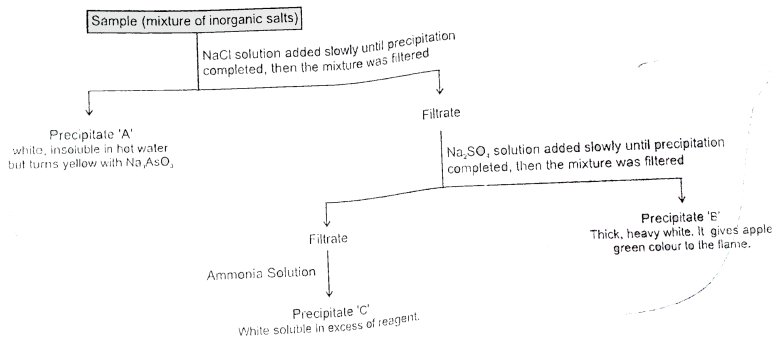 Sample (mixture of inorganic salts)
NaCl solution added slowly until precipitation
completed, then the mixture was filtered
Precipitate 'A'
white, insoluble in hot water
but turns yellow with Na₃AsO₃
Filtrate
Na₂SO₄ solution added slowly until precipitation
completed, then the mixture was filtered
Filtrate
Precipitate 'B'
Thick, heavy white. It gives apple
green colour to the flame.
Ammonia Solution
Precipitate 'C'
White soluble in excess of reagent.